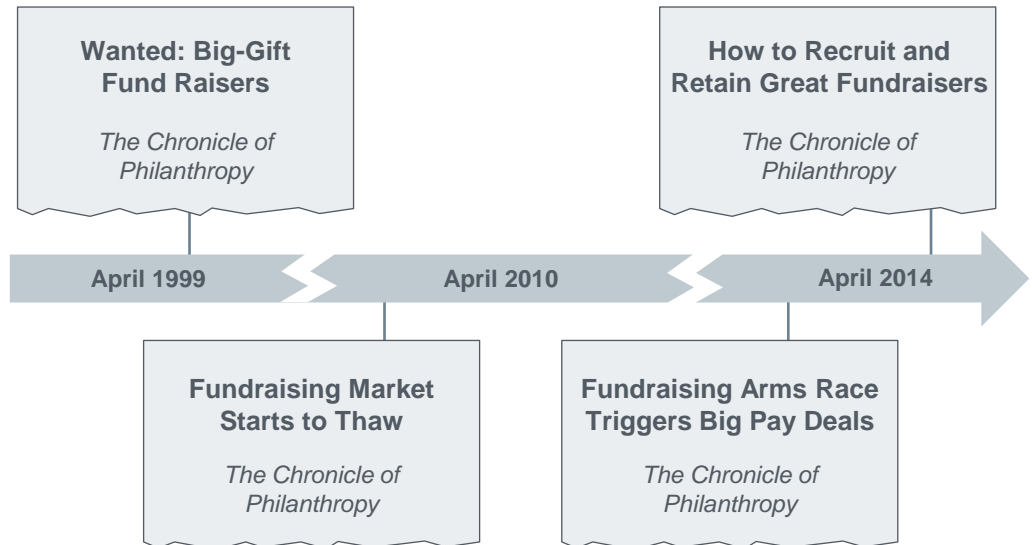 Wanted: Big-Gift
Fund Raisers
The Chronicle of
Philanthropy
How to Recruit and
Retain Great Fundraisers
The Chronicle of
Philanthropy
April 1999
April 2010
April 2014
Fundraising Market
Starts to Thaw
The Chronicle of
Philanthropy
Fundraising Arms Race
Triggers Big Pay Deals
The Chronicle of
Philanthropy